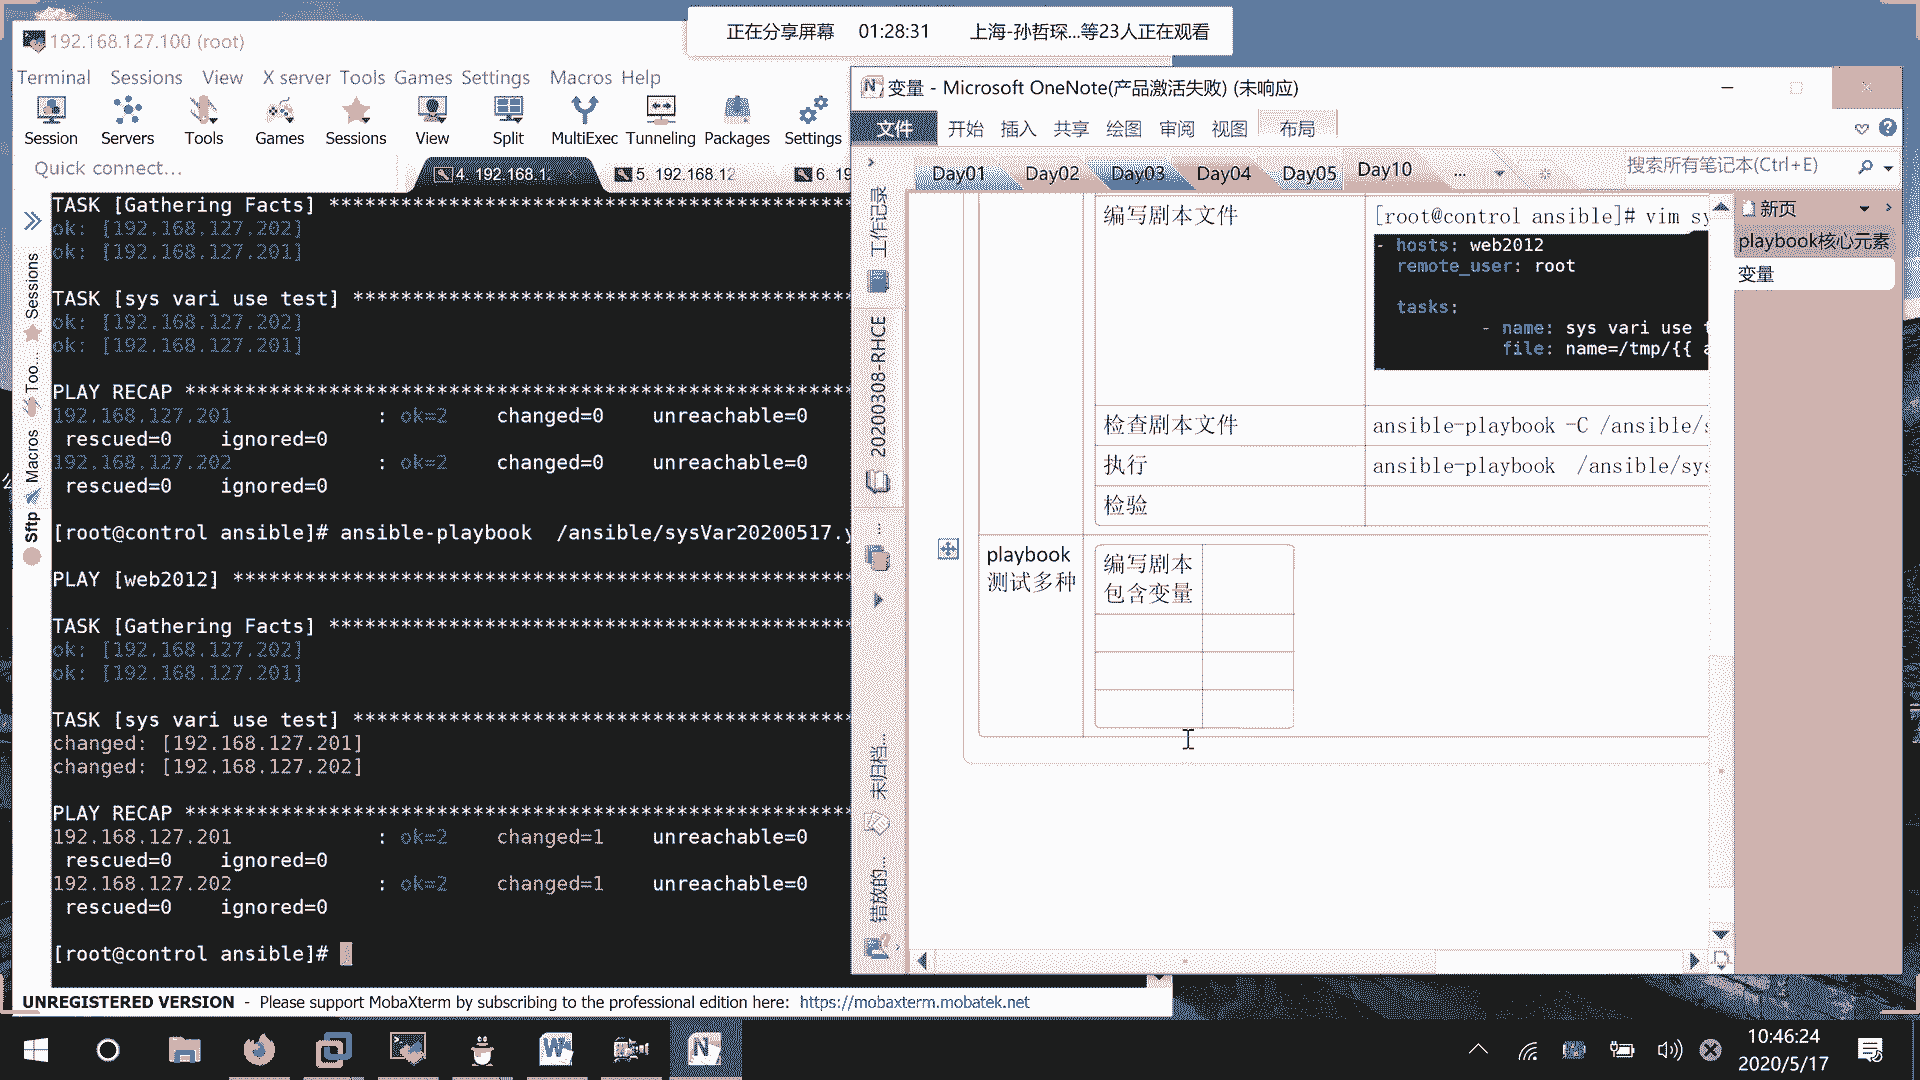 正在分享屏幕 01:28:31 上海-孙哲琛...等23人正在观看
192.168.127.100 (root)
Terminal Sessions View X server Tools Games Settings Macros Help
Session Servers Tools Games Sessions View Split MultiExec Tunneling Packages Settings
Quick connect...
4. 192.168.12
5. 192.168.12
6. 19
Sessions
Too...
Macros
Sftp
TASK [Gathering Facts] ********************************************
ok: [192.168.127.202]
ok: [192.168.127.201]
TASK [sys vari use test] ******************************************
ok: [192.168.127.202]
ok: [192.168.127.201]
PLAY RECAP ********************************************************
192.168.127.201 : ok=2 changed=0 unreachable=0
rescued=0 ignored=0
192.168.127.202 : ok=2 changed=0 unreachable=0
rescued=0 ignored=0
[root@control ansible]# ansible-playbook /ansible/sysVar20200517.y
PLAY [web2012] ****************************************************
TASK [Gathering Facts] ********************************************
ok: [192.168.127.202]
ok: [192.168.127.201]
TASK [sys vari use test] ******************************************
changed: [192.168.127.201]
changed: [192.168.127.202]
PLAY RECAP ********************************************************
192.168.127.201 : ok=2 changed=1 unreachable=0
rescued=0 ignored=0
192.168.127.202 : ok=2 changed=1 unreachable=0
rescued=0 ignored=0
[root@control ansible]#
UNREGISTERED VERSION - Please support MobaXterm by subscribing to the professional edition here: https://mobaxterm.mobatek.net
变量 - Microsoft OneNote(产品激活失败) (未响应)
文件 开始 插入 共享 绘图 审阅 视图 布局
Day01 Day02 Day03 Day04 Day05 Day10 ...
搜索所有笔记本(Ctrl+E)
工作记录
20200308-RHCE
...
未归档...
错放的...
新页
playbook核心元素
变量
编写剧本文件
[root@control ansible]# vim sy
- hosts: web2012
remote_user: root
tasks:
- name: sys vari use t
file: name=/tmp/{{ a
检查剧本文件
ansible-playbook -C /ansible/s
执行
ansible-playbook /ansible/sys
检验
playbook
测试多种
编写剧本
包含变量
10:46:24
2020/5/17